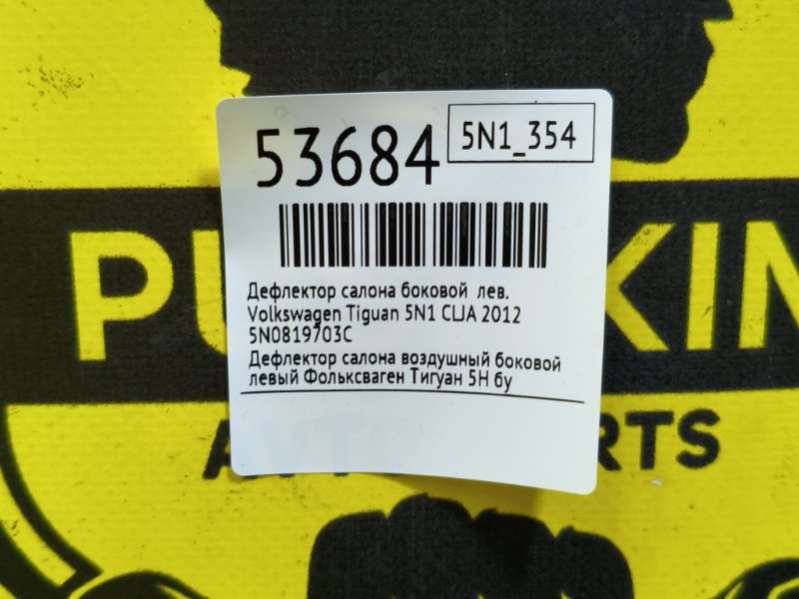 53684
5N1_354
Дефлектор салона боковой лев.
Volkswagen Tiguan 5N1 CLJA 2012
5N0819703C
Дефлектор салона воздушный боковой
левый Фольксваген Тигуан 5Н бу